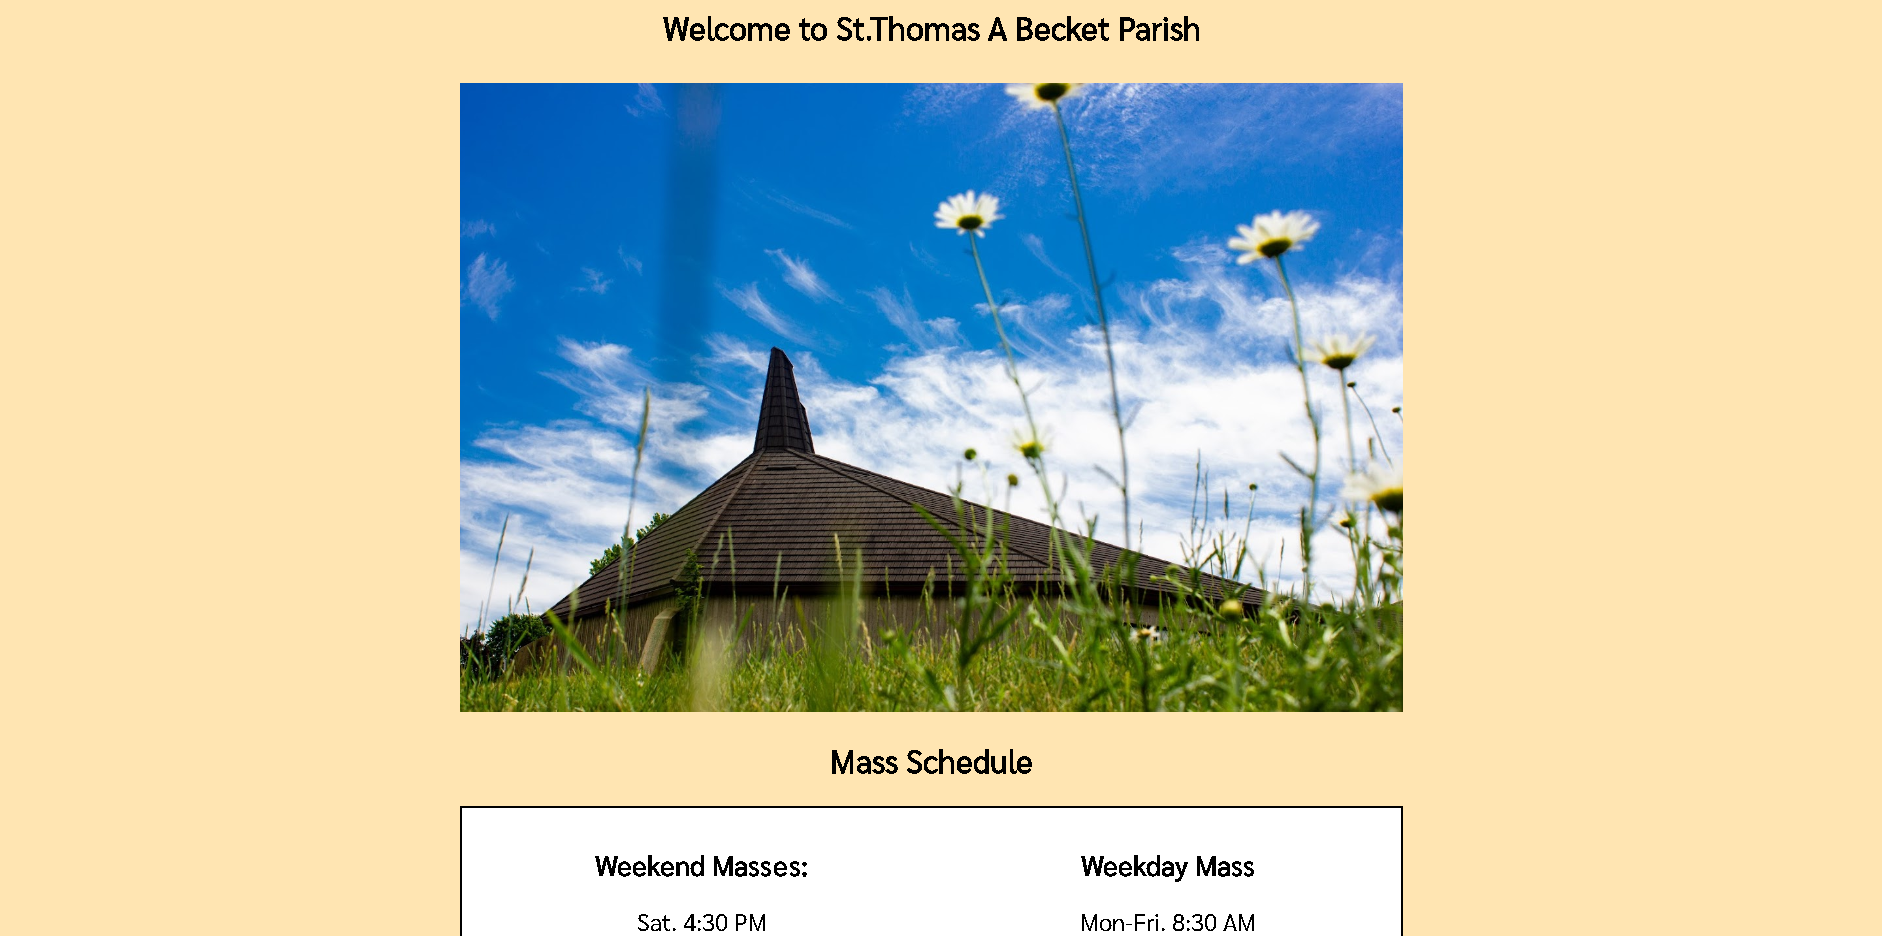 Welcome to St.Thomas A Becket Parish
Mass Schedule
Weekend Masses:
Weekday Mass
Sat. 4:30 PM
Mon-Fri. 8:30 AM